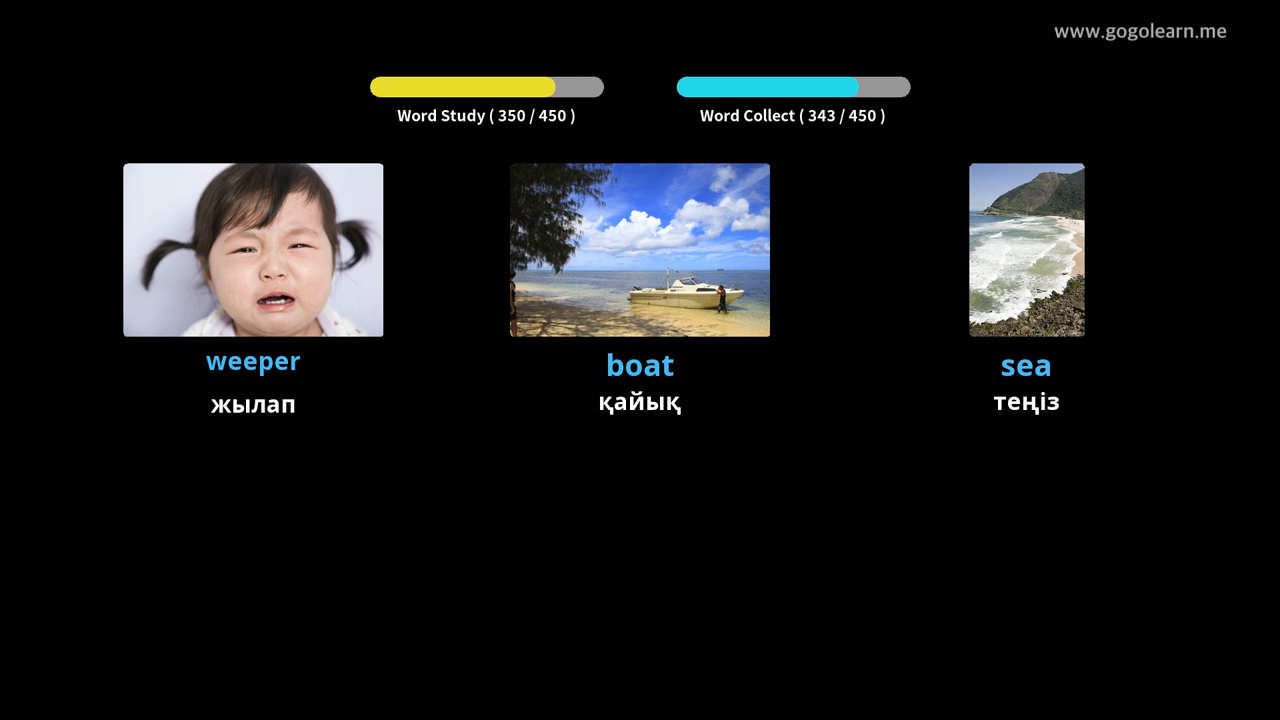 www.gogolearn.me
Word Study ( 350 / 450 )
Word Collect ( 343 / 450 )
weeper
жылап
boat
қайық
sea
теңіз